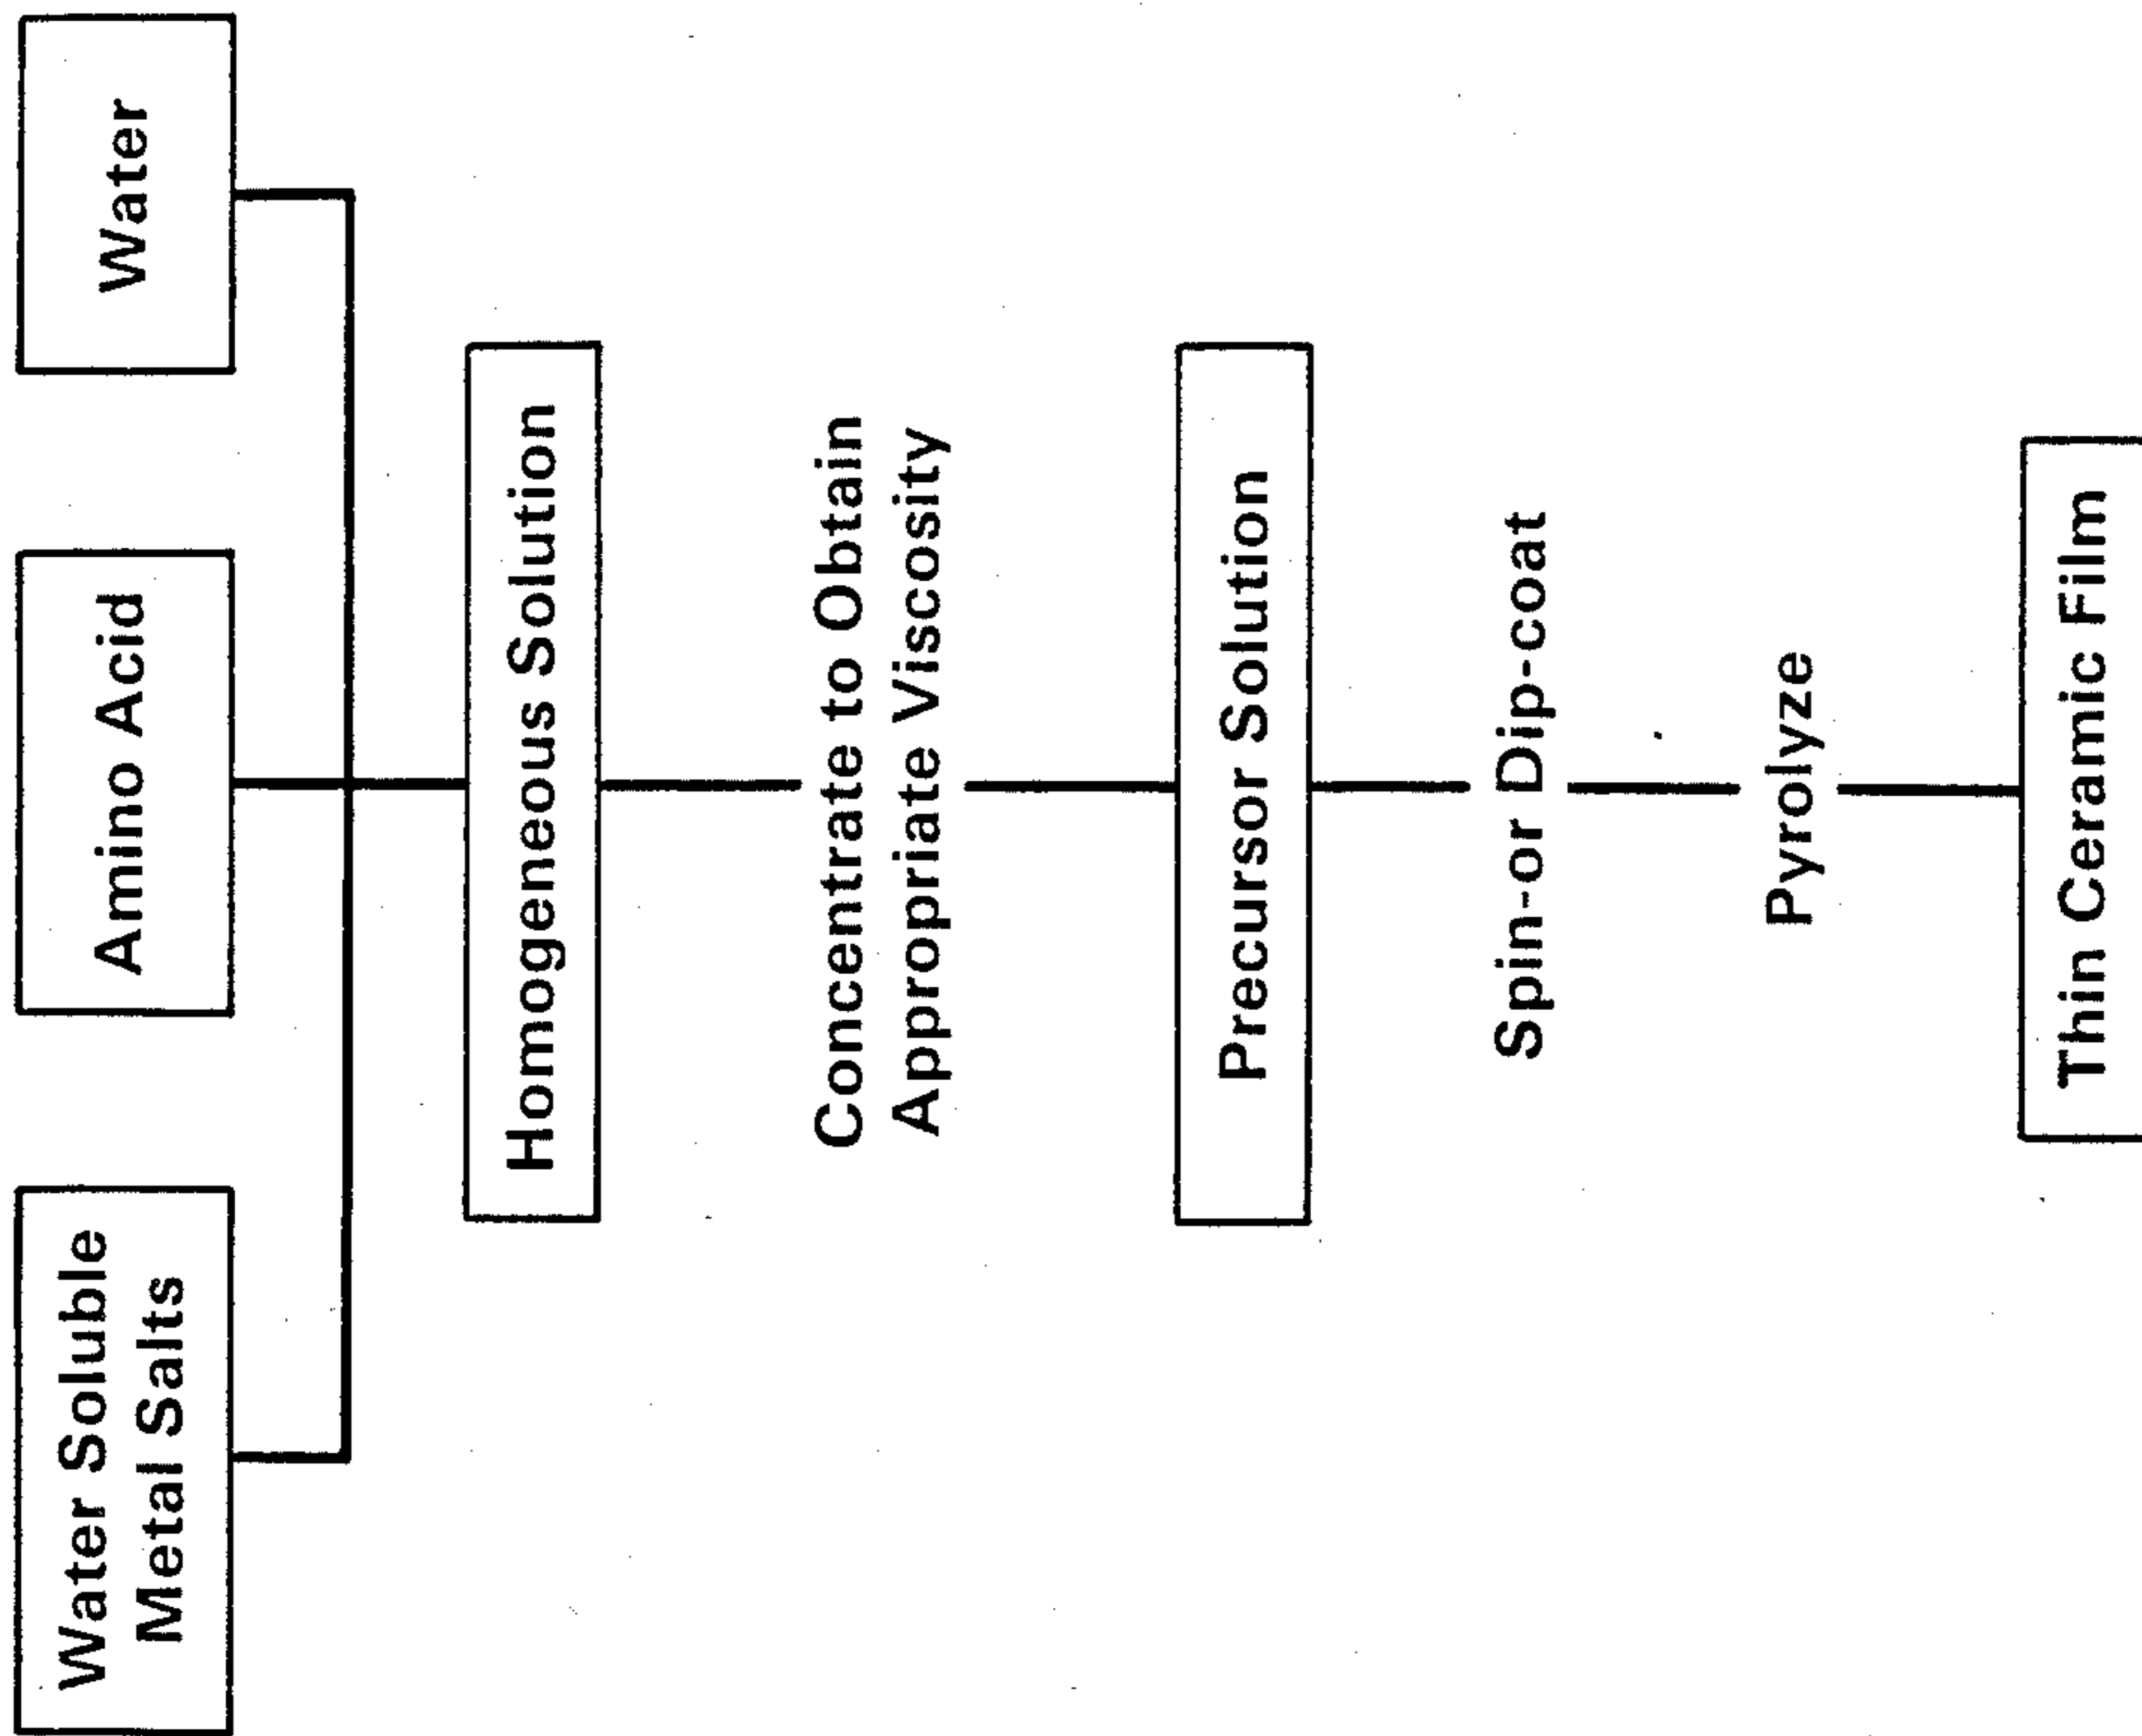 Water Soluble
Metal Salts
Amino Acid
Water
Homogeneous Solution
Concentrate to Obtain
Appropriate Viscosity
Precursor Solution
Spin-or Dip-coat
Pyrolyze
Thin Ceramic Film